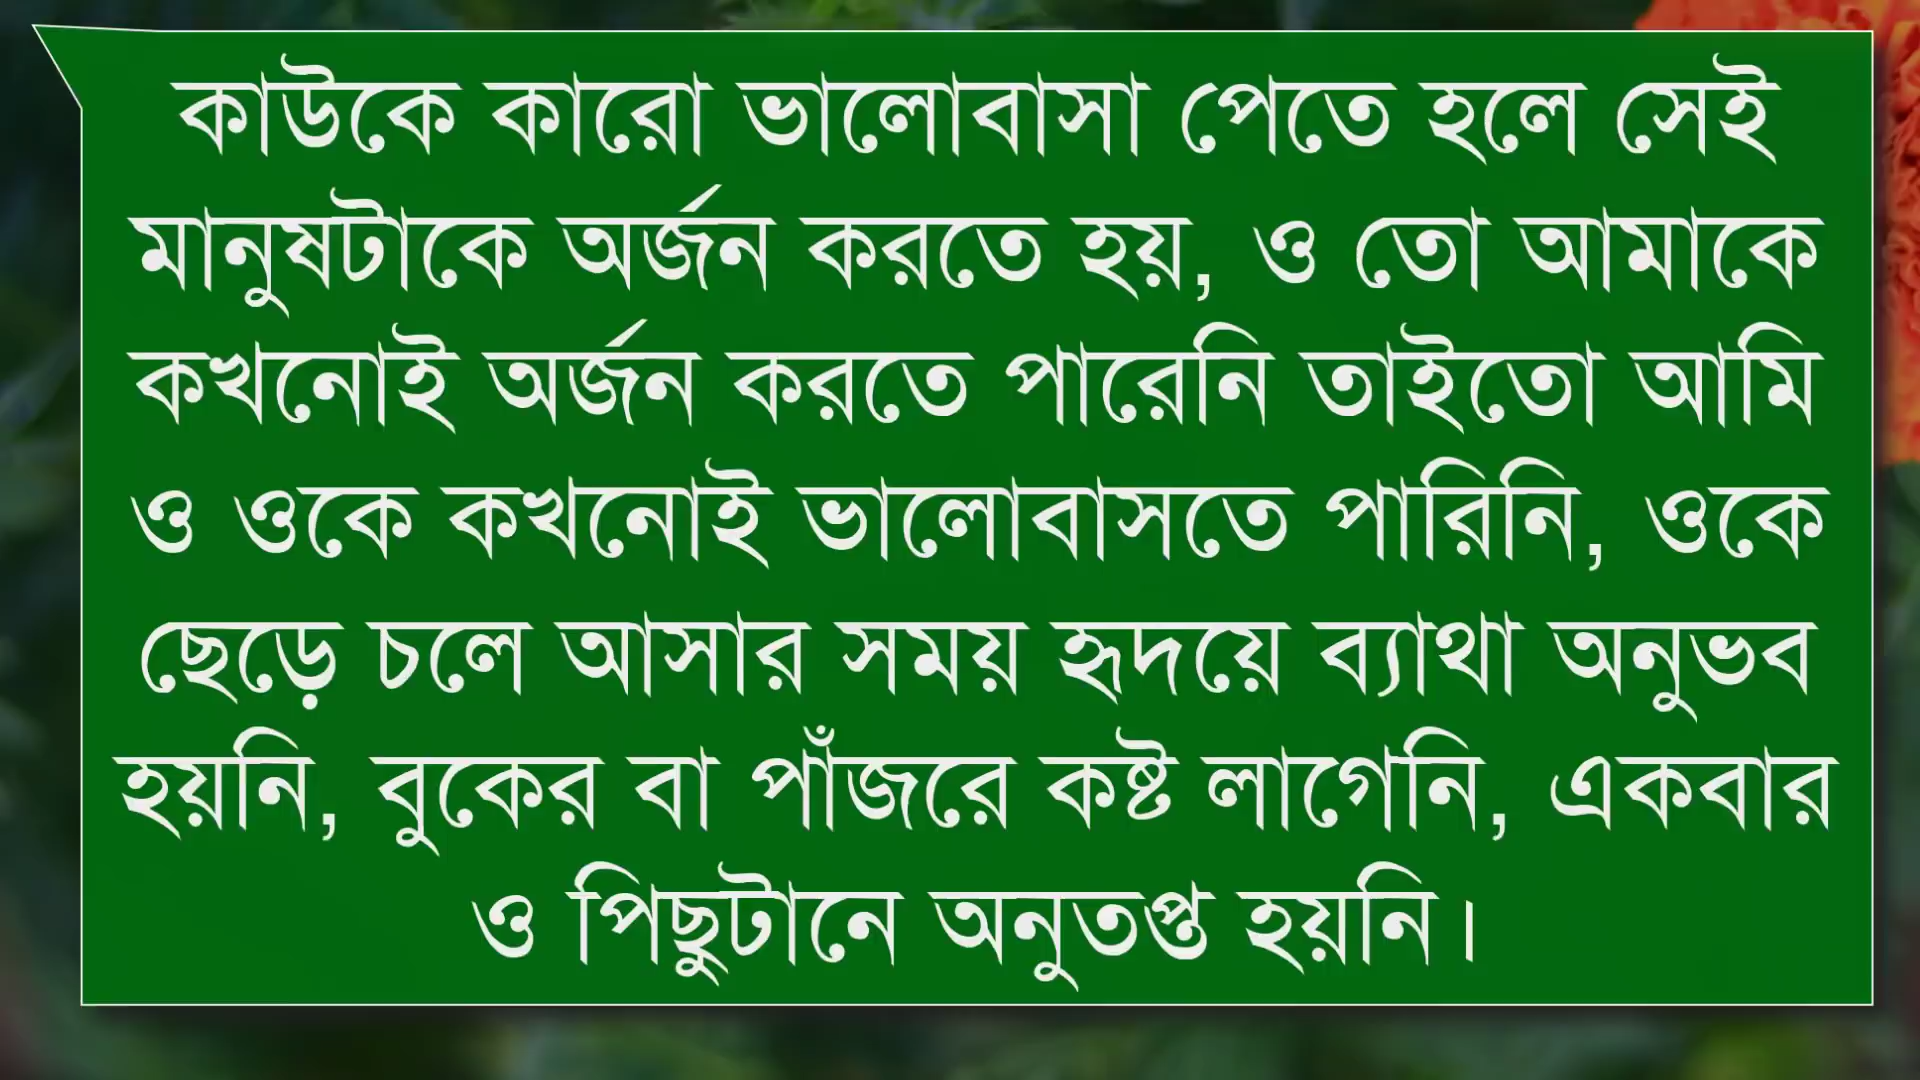 কাউকে কারো ভালোবাসা পেতে হলে সেই
মানুষটাকে অর্জন করতে হয়, ও তো আমাকে
কখনোই অর্জন করতে পারেনি তাইতো আমি
ও ওকে কখনোই ভালোবাসতে পারিনি, ওকে
ছেড়ে চলে আসার সময় হৃদয়ে ব্যাথা অনুভব
হয়নি, বুকের বা পাঁজরে কষ্ট লাগেনি, একবার
ও পিছুটানে অনুতপ্ত হয়নি।